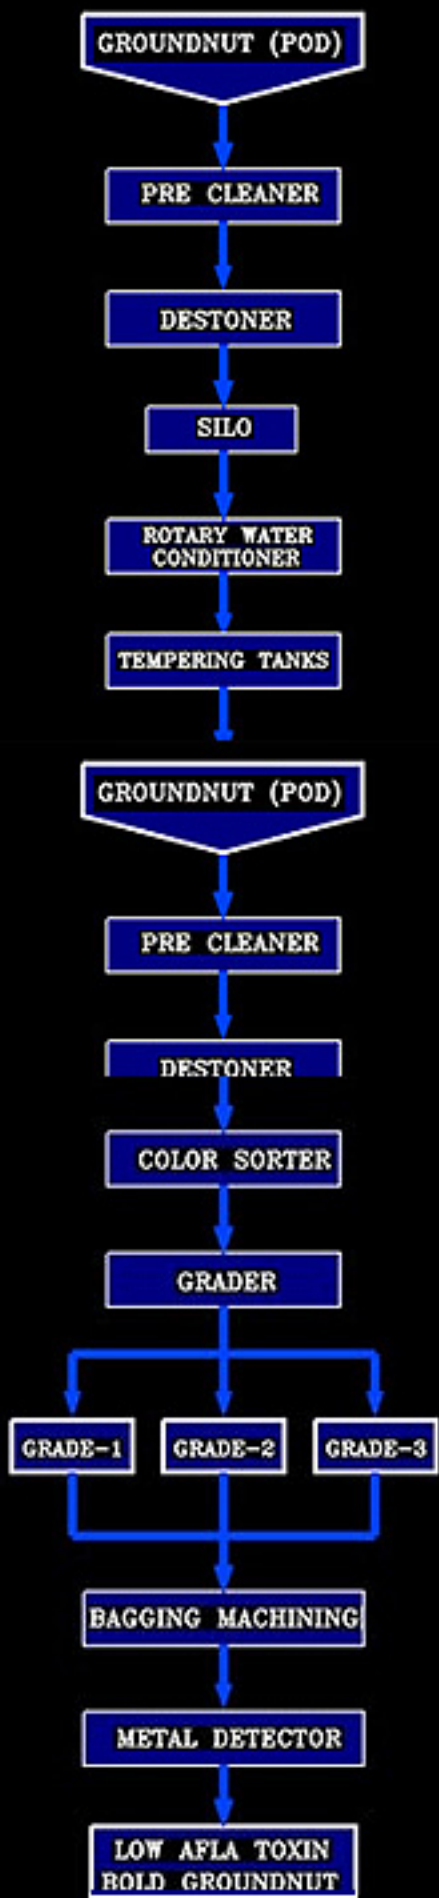 GROUNDNUT (POD)
PRE CLEANER
DESTONER
SILO
ROTARY WATER
CONDITIONER
TEMPERING TANKS
GROUNDNUT (POD)
PRE CLEANER
DESTONER
COLOR SORTER
GRADER
GRADE-1 GRADE-2 GRADE-3
BAGGING MACHINING
METAL DETECTOR
LOW AFLA TOXIN
BOLD GROUNDNUT